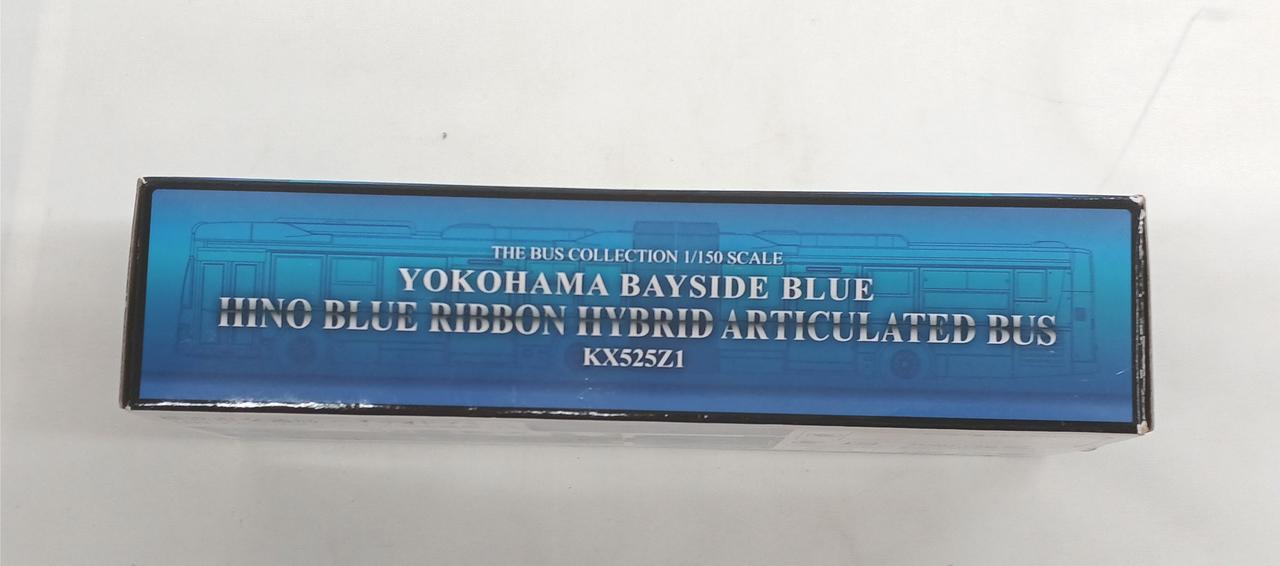 THE BUS COLLECTION 1/150 SCALE
YOKOHAMA BAYSIDE BLUE
HINO BLUE RIBBON HYBRID ARTICULATED BUS
KX525Z1